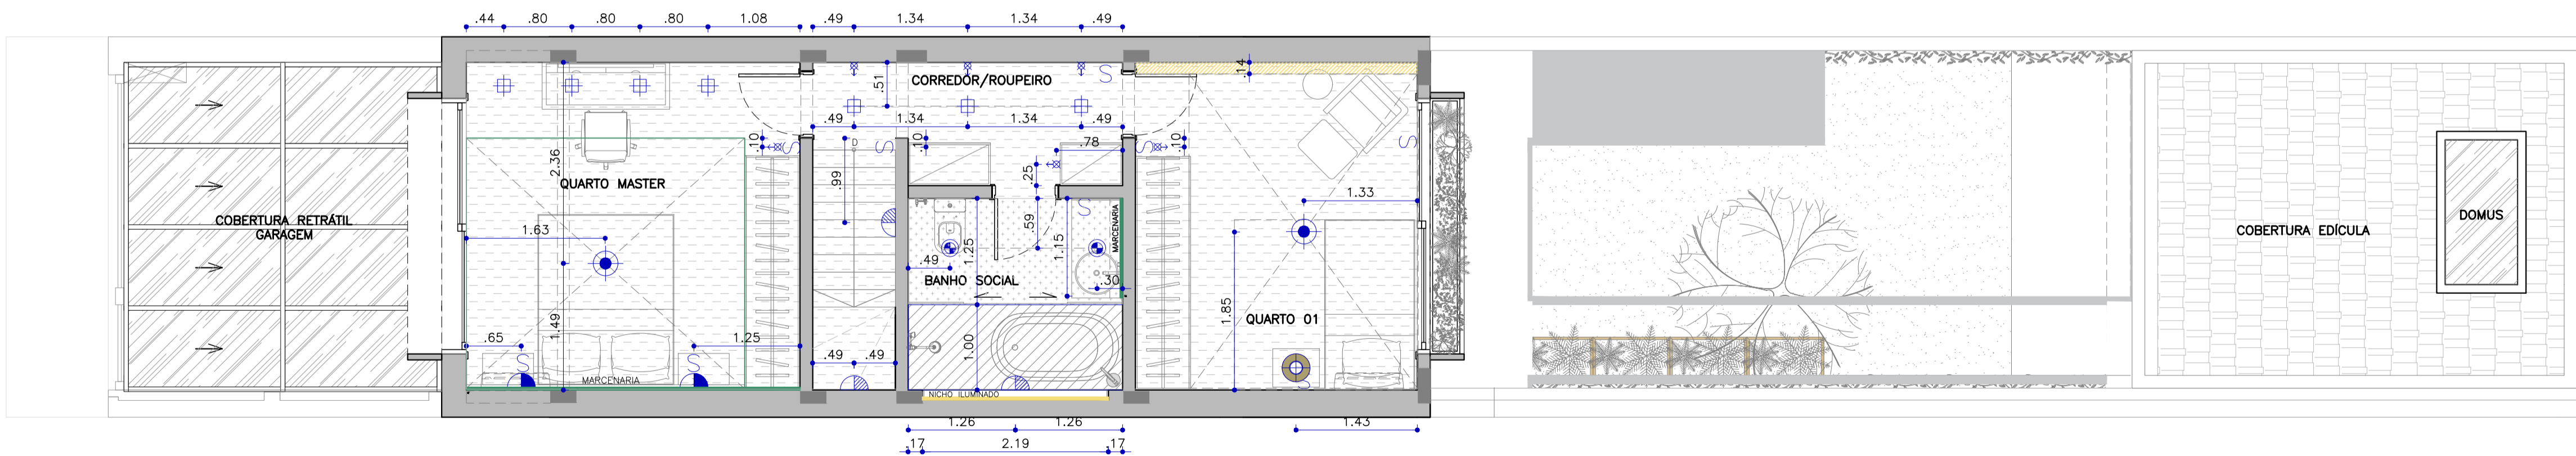 .44 .80 .80 .80 1.08 .49 1.34 1.34 .49
CORREDOR/ROUPEIRO
.51
.14
.49 1.34 1.34 .49
D
.10
S
S
.10
.78
S
.10
S
S
2.36
QUARTO MASTER
.99
.25
1.33
COBERTURA RETRÁTIL
GARAGEM
S
MARCENARIA
DOMUS
COBERTURA EDÍCULA
1.63
.59
1.25
1.15
.49
BANHO SOCIAL
.30
1.85
QUARTO 01
1.49
.65
1.25
1.00
.49 .49
S
S
MARCENARIA
S
NICHO ILUMINADO
1.26 1.26
1.43
.17 2.19 .17